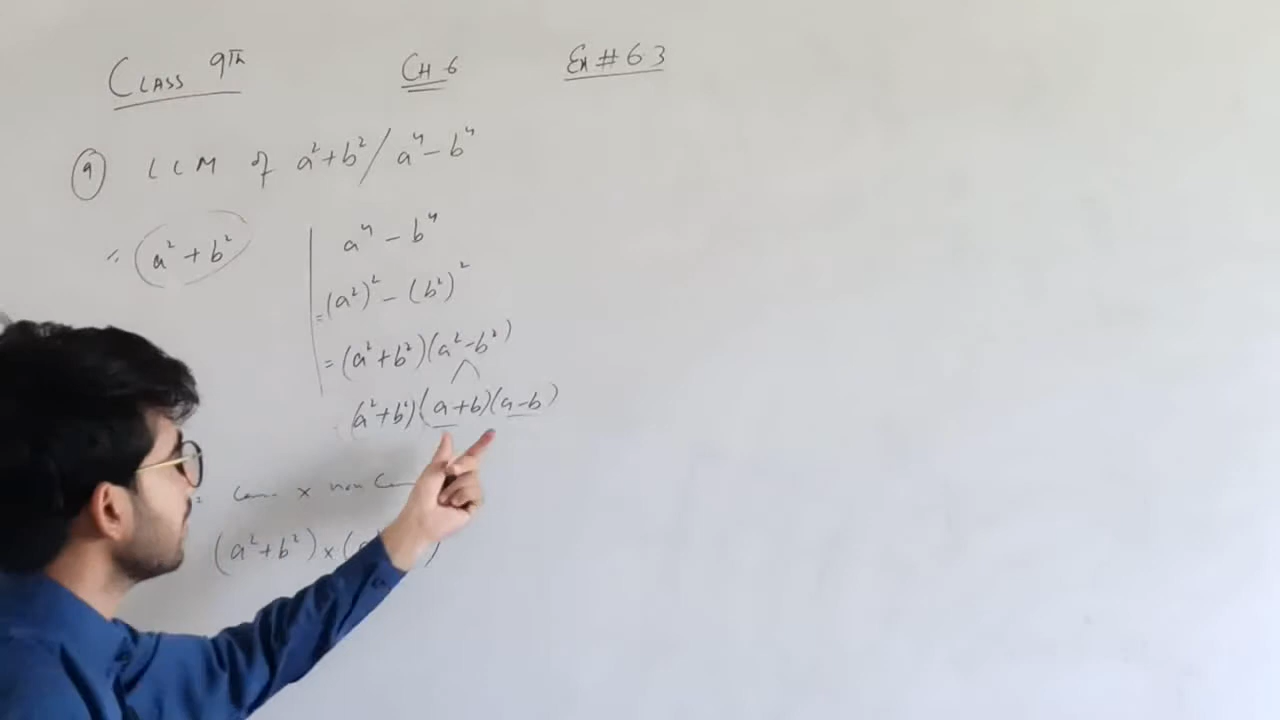 CLASS 9Th CH 6 Ex # 6.3
9 LCM of a²+b² / a⁴-b⁴
= (a² + b²)
a⁴ - b⁴
= (a²)² - (b²)²
= (a²+b²)(a²-b²)
(a²+b²)(a+b)(a-b)
= × non
(a²+b²) × (